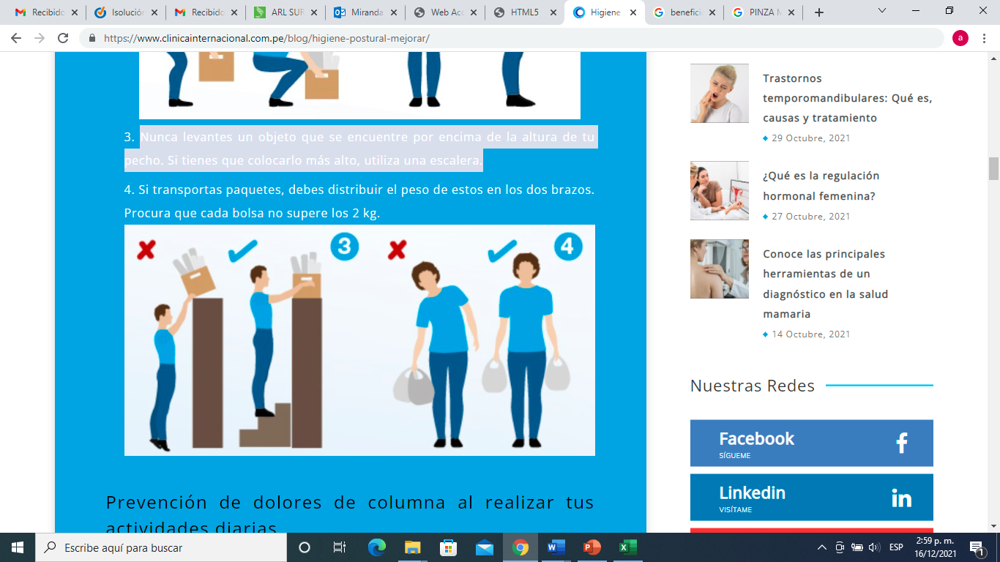 Recibido
Isolución
Recibido
ARL SUR
Miranda
Web Acc
HTML5
Higiene
benefici
PINZA M
https://www.clinicainternacional.com.pe/blog/higiene-postural-mejorar/
a
3. Nunca levantes un objeto que se encuentre por encima de la altura de tu
pecho. Si tienes que colocarlo más alto, utiliza una escalera.
4. Si transportas paquetes, debes distribuir el peso de estos en los dos brazos.
Procura que cada bolsa no supere los 2 kg.
3
4
Prevención de dolores de columna al realizar tus
actividades diarias
Trastornos
temporomandibulares: Qué es,
causas y tratamiento
29 Octubre, 2021
¿Qué es la regulación
hormonal femenina?
27 Octubre, 2021
Conoce las principales
herramientas de un
diagnóstico en la salud
mamaria
14 Octubre, 2021
Nuestras Redes
Facebook
SÍGUEME
Linkedin
VISÍTAME
Escribe aquí para buscar
ESP
2:59 p. m.
16/12/2021
1